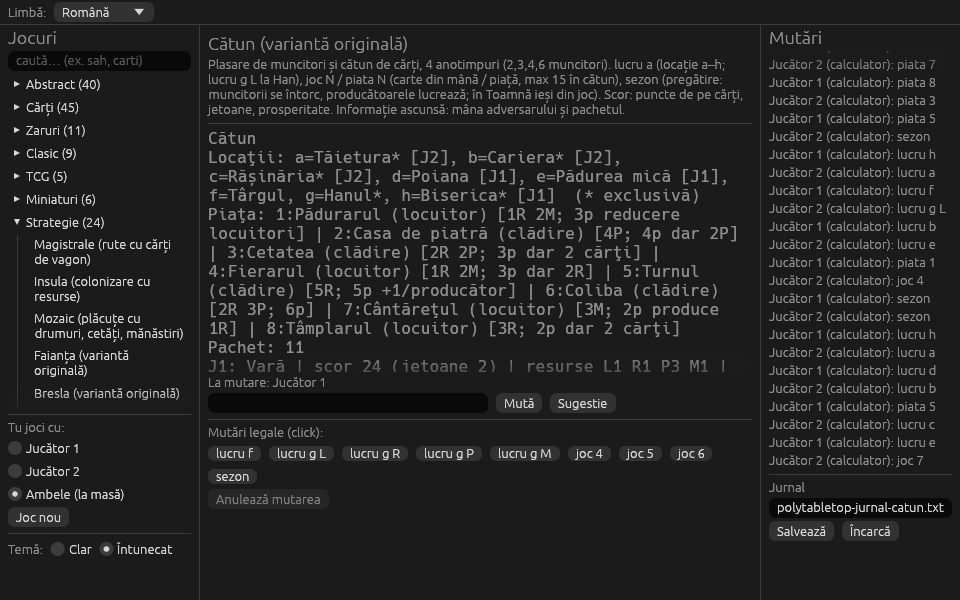 Limbă:
Română
Jocuri
caută... (ex. sah, carti)
Abstract (40)
Cărți (45)
Zaruri (11)
Clasic (9)
TCG (5)
Miniaturi (6)
Strategie (24)
Magistrale (rute cu cărți
de vagon)
Insula (colonizare cu
resurse)
Mozaic (plăcuțe cu
drumuri, cetăți, mănăstiri)
Faianța (variantă
originală)
Bresla (variantă originală)
Tu joci cu:
Jucător 1
Jucător 2
Ambele (la masă)
Joc nou
Temă:
Clar
Întunecat
Cătun (variantă originală)
Plasare de muncitori și cătun de cărți, 4 anotimpuri (2,3,4,6 muncitori). lucru a (locație a–h;
lucru g L la Han), joc N / piata N (carte din mână / piață, max 15 în cătun), sezon (pregătire:
muncitorii se întorc, producătoarele lucrează; în Toamnă ieși din joc). Scor: puncte de pe cărți,
jetoane, prosperitate. Informație ascunsă: mâna adversarului și pachetul.
Cătun
Locații: a=Tăietura* [J2], b=Cariera* [J2],
c=Rășinăria* [J2], d=Poiana [J1], e=Pădurea mică [J1],
f=Târgul, g=Hanul*, h=Biserica* [J1]  (* exclusivă)
Piața: 1:Pădurarul (locuitor) [1R 2M; 3p reducere
locuitori] | 2:Casa de piatră (clădire) [4P; 4p dar 2P]
| 3:Cetatea (clădire) [2R 2P; 3p dar 2 cărți] |
4:Fierarul (locuitor) [1R 2M; 3p dar 2R] | 5:Turnul
(clădire) [5R; 5p +1/producător] | 6:Coliba (clădire)
[2R 3P; 6p] | 7:Cântărețul (locuitor) [3M; 2p produce
1R] | 8:Tâmplarul (locuitor) [3R; 2p dar 2 cărți]
Pachet: 11
J1: Vară | scor 24 (jetoane 2) | resurse L1 R1 P3 M1 |
La mutare: Jucător 1
Mută
Sugestie
Mutări legale (click):
lucru f
lucru g L
lucru g R
lucru g P
lucru g M
joc 4
joc 5
joc 6
sezon
Anulează mutarea
Mutări
Jucător 2 (calculator): piata 7
Jucător 1 (calculator): piata 8
Jucător 2 (calculator): piata 3
Jucător 1 (calculator): piata 5
Jucător 2 (calculator): sezon
Jucător 1 (calculator): lucru h
Jucător 2 (calculator): lucru a
Jucător 1 (calculator): lucru f
Jucător 2 (calculator): lucru g L
Jucător 1 (calculator): lucru b
Jucător 2 (calculator): lucru e
Jucător 1 (calculator): piata 1
Jucător 2 (calculator): joc 4
Jucător 1 (calculator): sezon
Jucător 2 (calculator): sezon
Jucător 1 (calculator): lucru h
Jucător 2 (calculator): lucru a
Jucător 1 (calculator): lucru d
Jucător 2 (calculator): lucru b
Jucător 1 (calculator): piata 5
Jucător 2 (calculator): lucru c
Jucător 1 (calculator): lucru e
Jucător 2 (calculator): joc 7
Jurnal
polytabletop-jurnal-catun.txt
Salvează
Încarcă